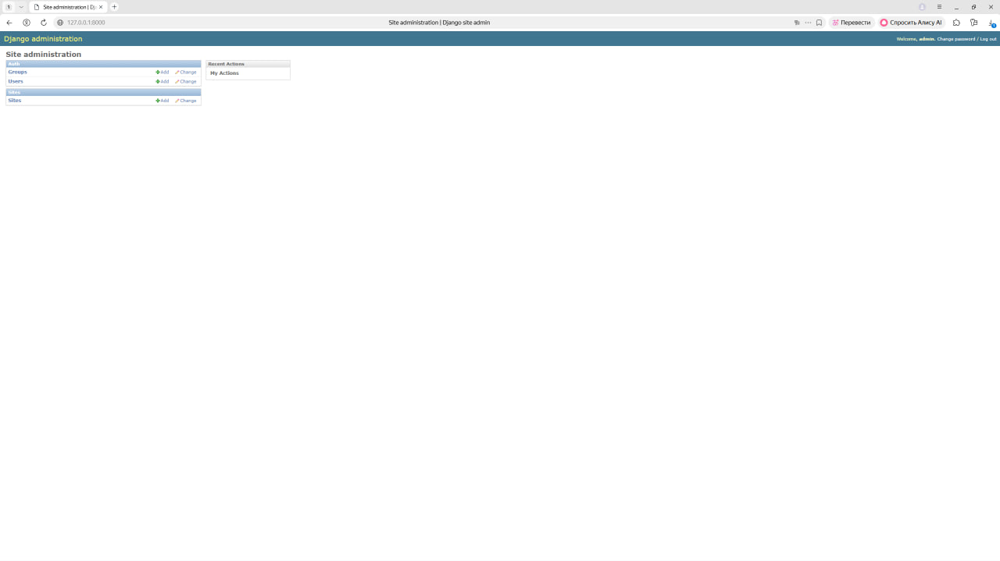 1
Site administration | Dj
127.0.0.1:8000
Site administration | Django site admin
Перевести
Спросить Алису AI
1
Django administration
Welcome, admin. Change password / Log out
Site administration
Auth
Groups Add Change
Users Add Change
Sites
Sites Add Change
Recent Actions
My Actions